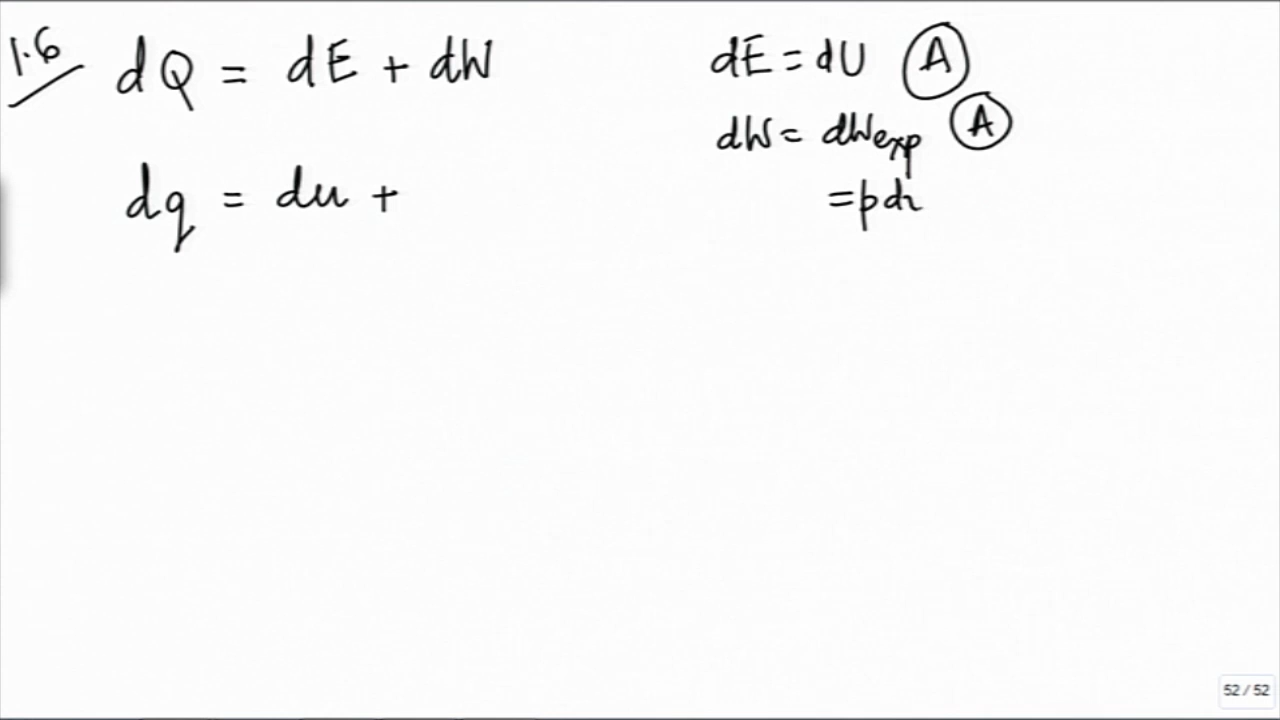 1.6 dQ = dE + dW
dE = dU A
dW = dWexp A
= pdv
dq = du +
52 / 52